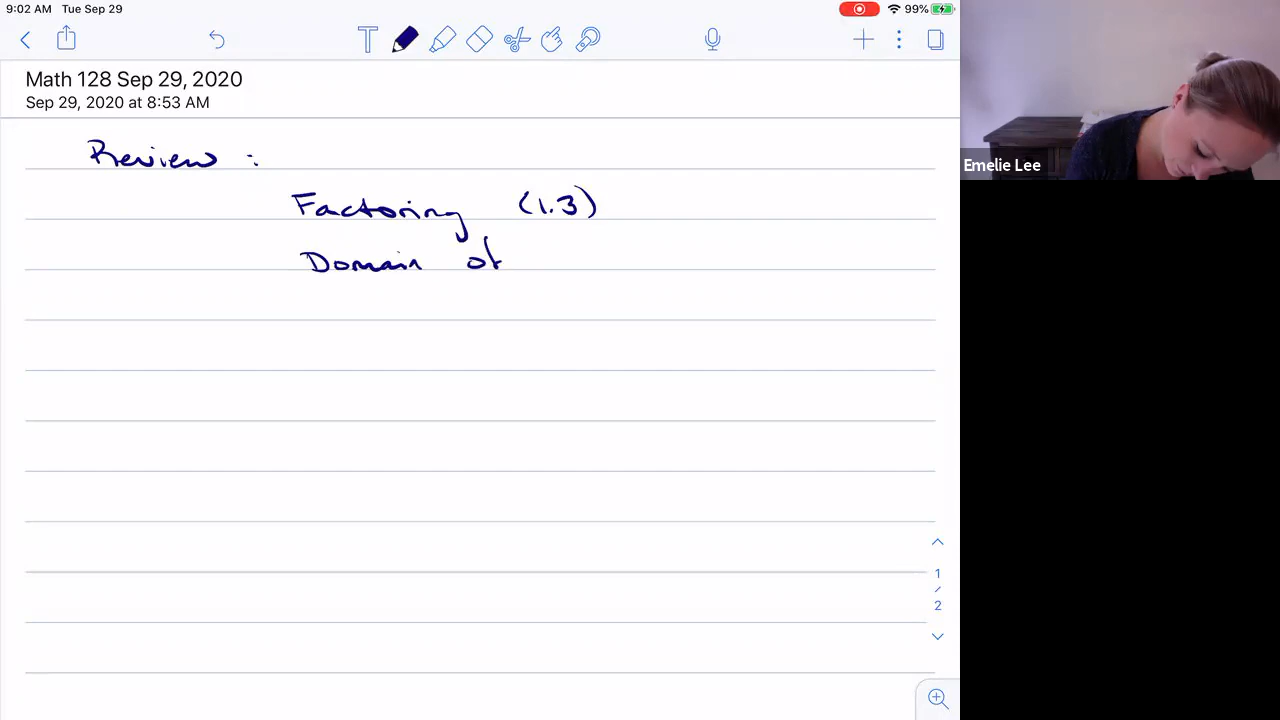 9:02 AM Tue Sep 29
99%
Math 128 Sep 29, 2020
Sep 29, 2020 at 8:53 AM
Review :
Factoring (1.3)
Domain of
Emelie Lee
1
/
2